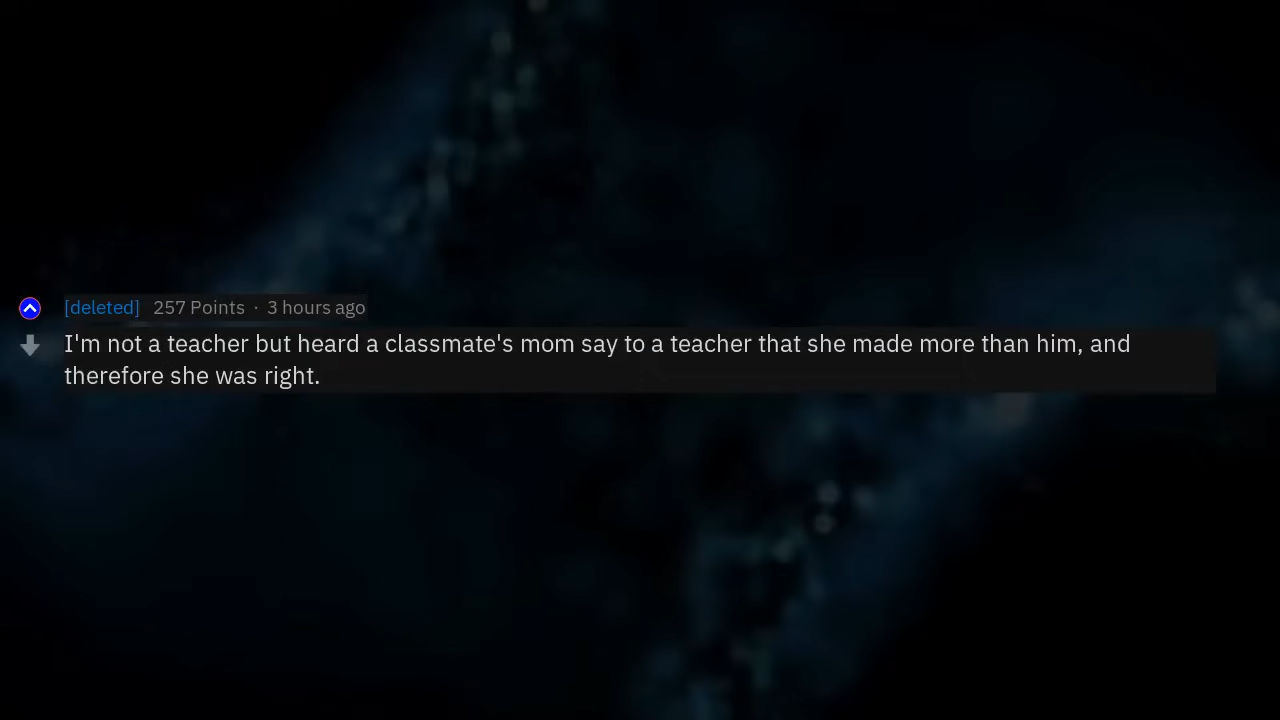 [deleted] 257 Points · 3 hours ago
I'm not a teacher but heard a classmate's mom say to a teacher that she made more than him, and
therefore she was right.